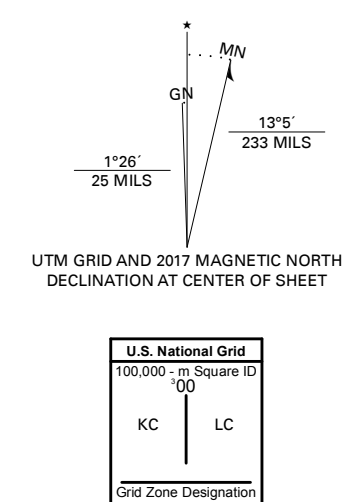 ★
MN
GN
13°5´
233 MILS
1°26´
25 MILS
UTM GRID AND 2017 MAGNETIC NORTH
DECLINATION AT CENTER OF SHEET
U.S. National Grid
100,000 - m Square ID
³00
KC LC
Grid Zone Designation